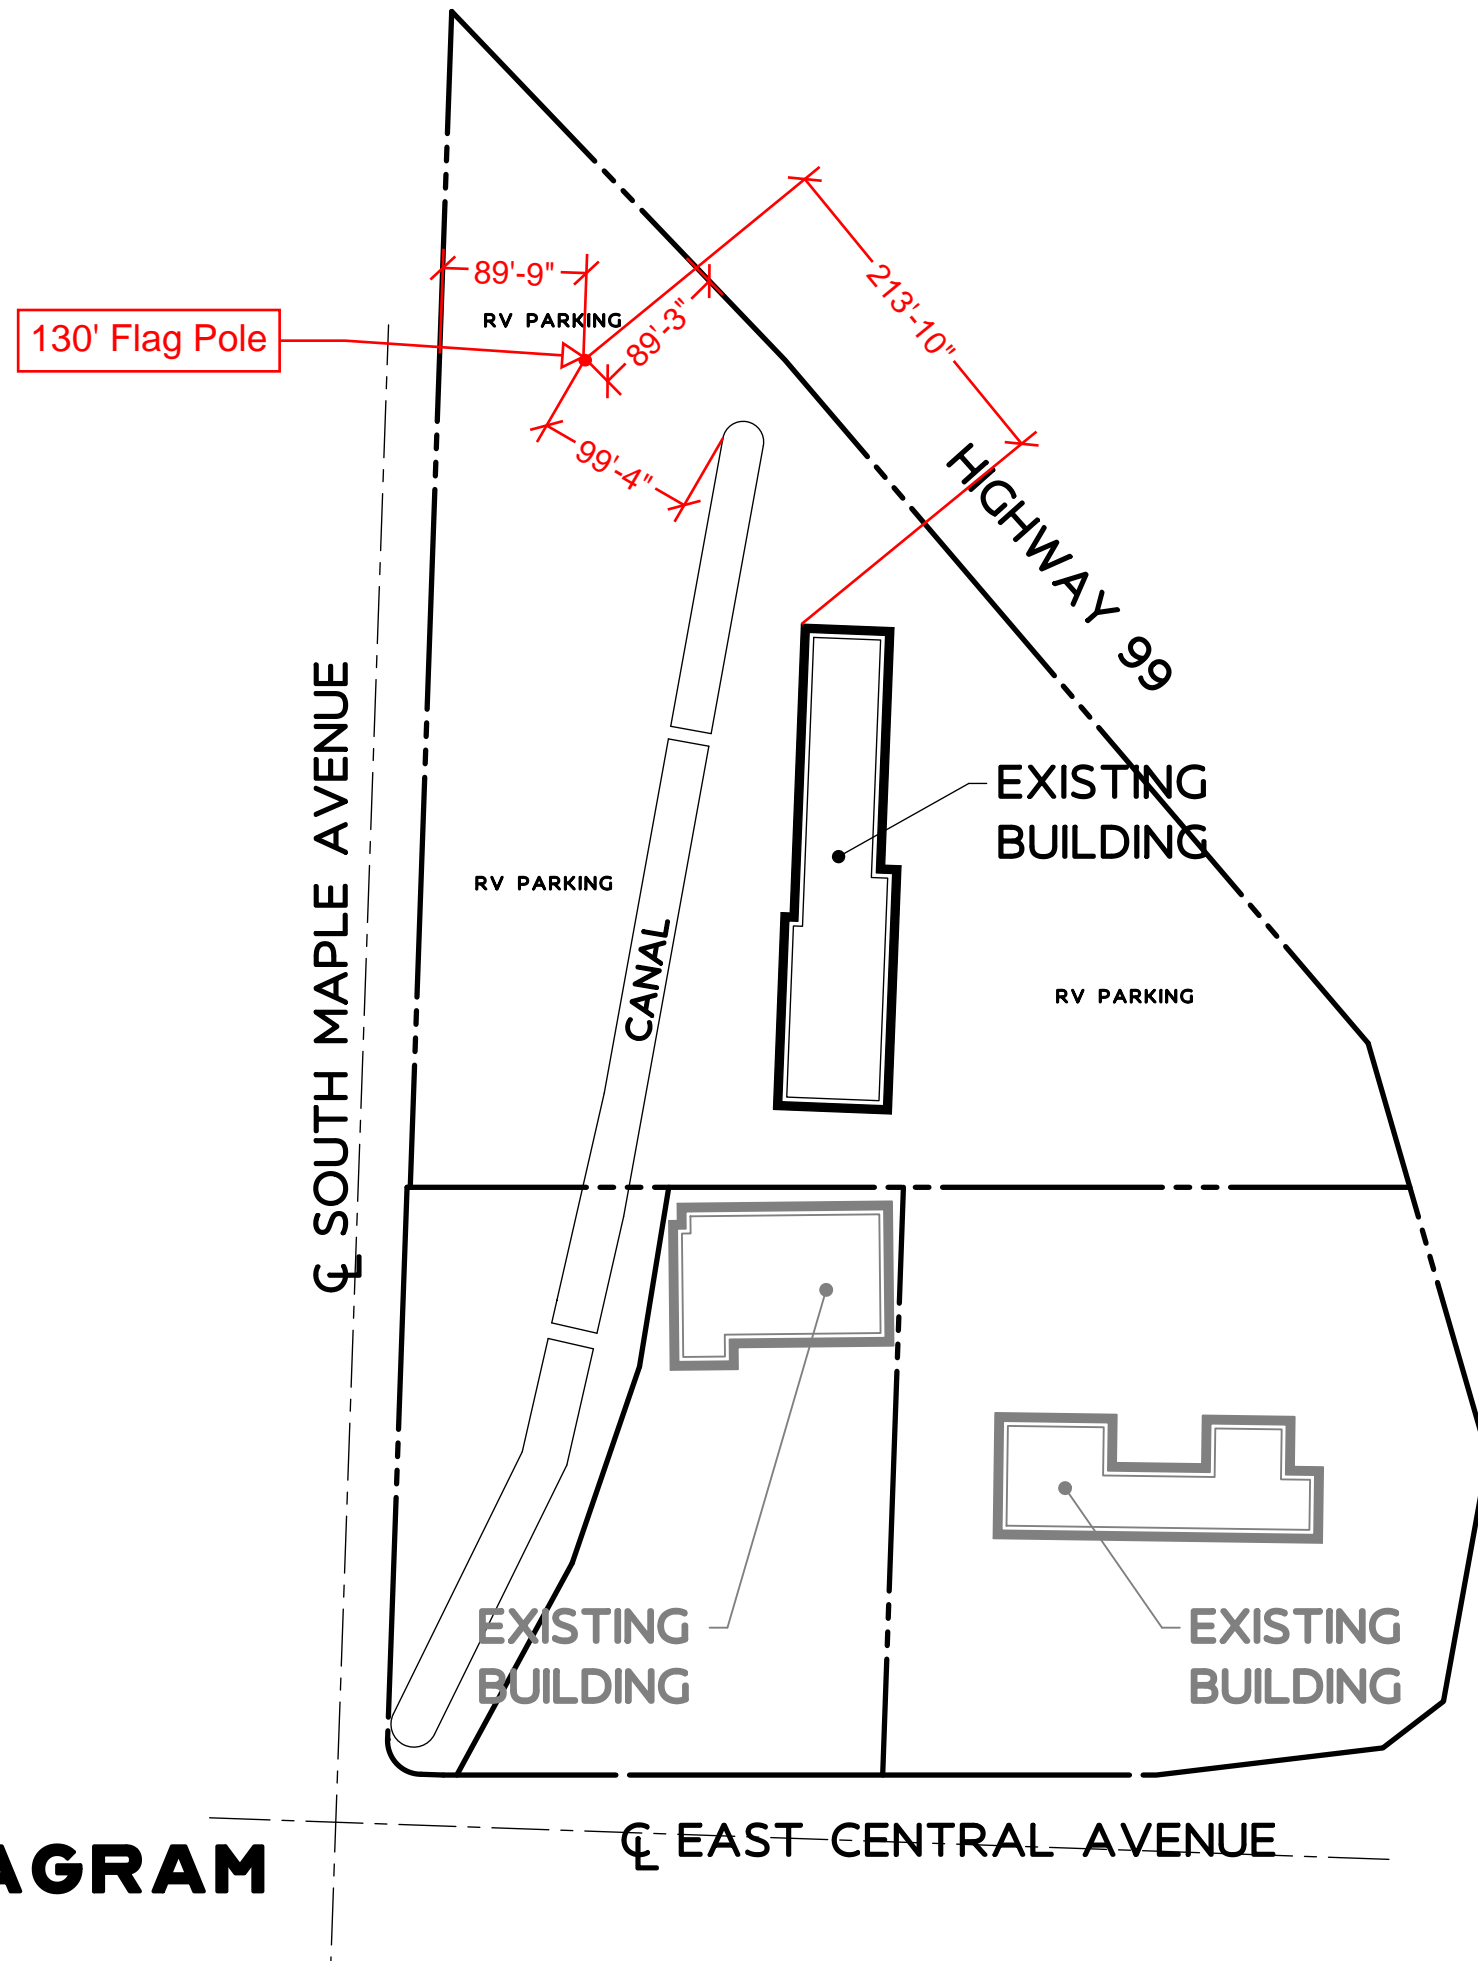 89'-9"
213'-10"
RV PARKING
89'-3"
130' Flag Pole
99'-4"
HIGHWAY 99
EXISTING
BUILDING
SOUTH MAPLE AVENUE
RV PARKING
CANAL
RV PARKING
EXISTING
BUILDING
EXISTING
BUILDING
EAST CENTRAL AVENUE
AGRAM